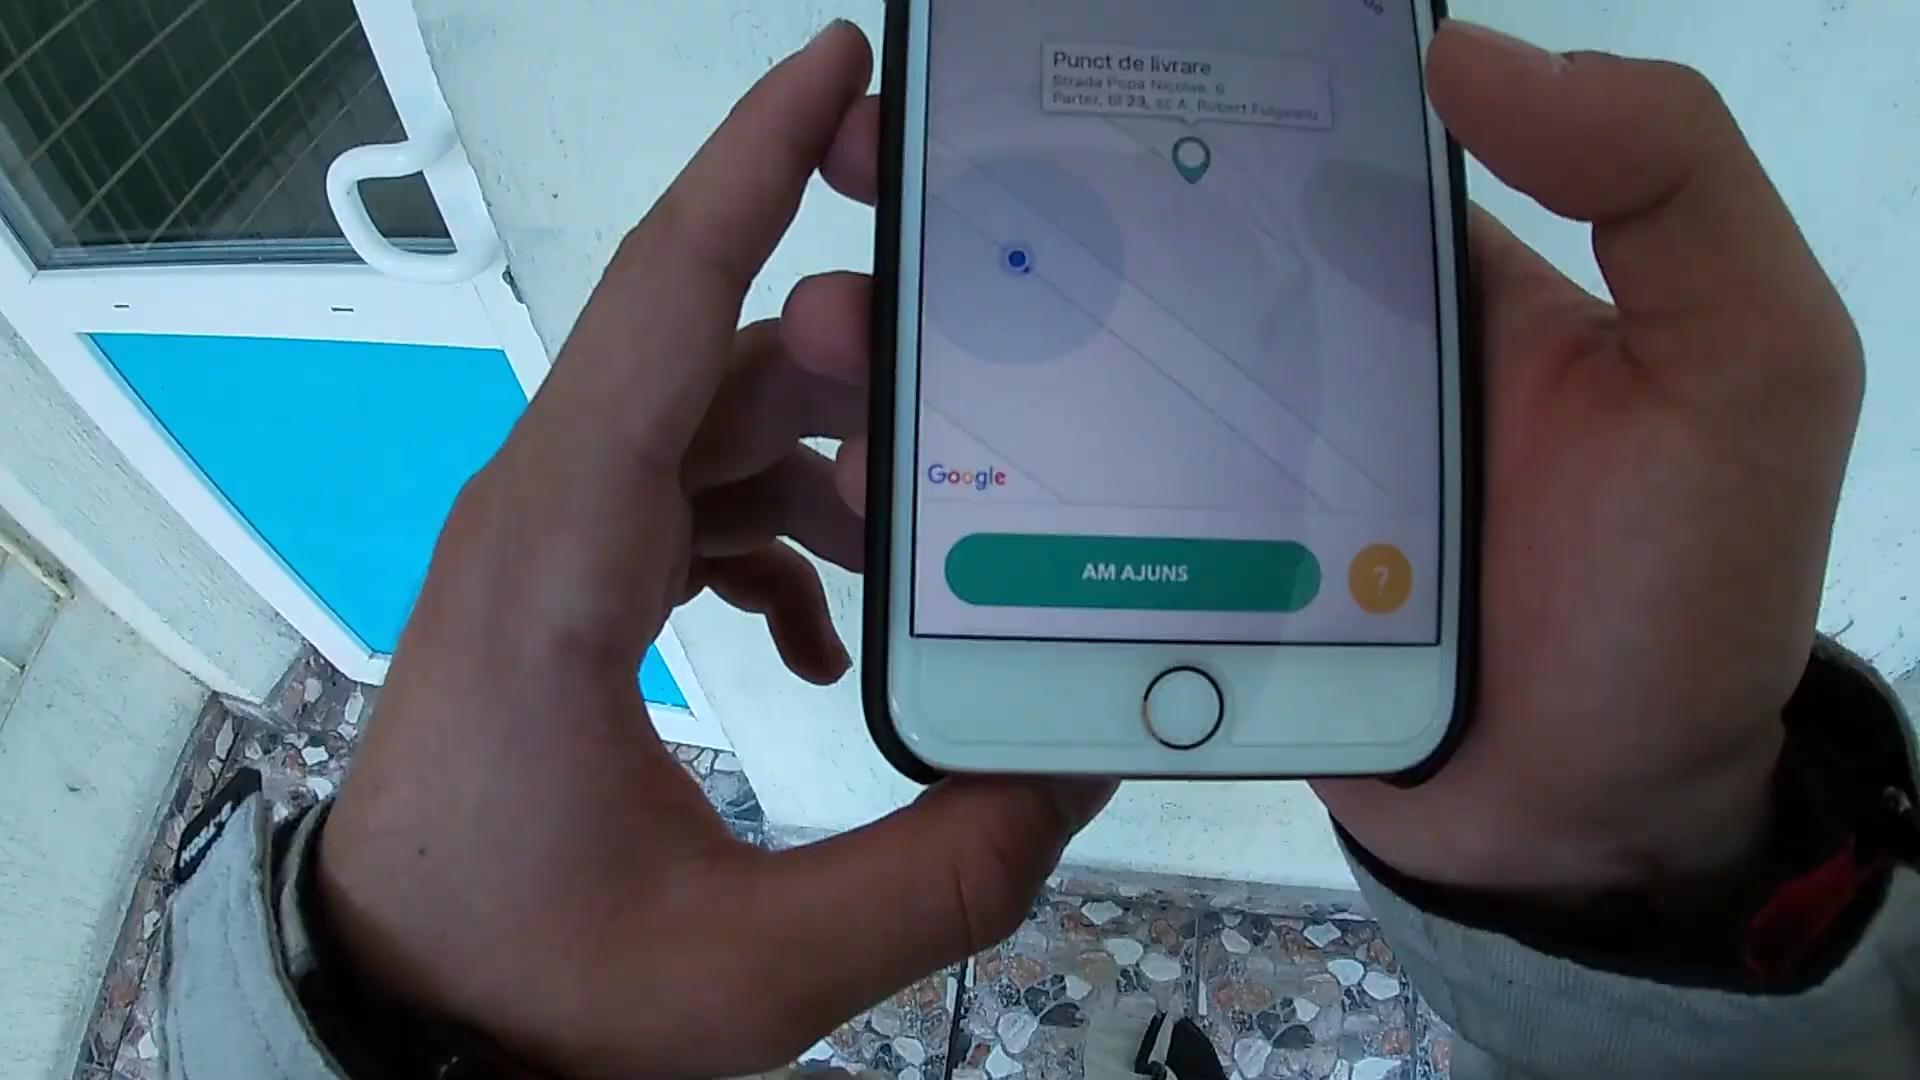 Punct de livrare
Strada Popa Nicolae, 6
Parter, bl 23, sc A, Robert Fulgeanu
Google
AM AJUNS
?